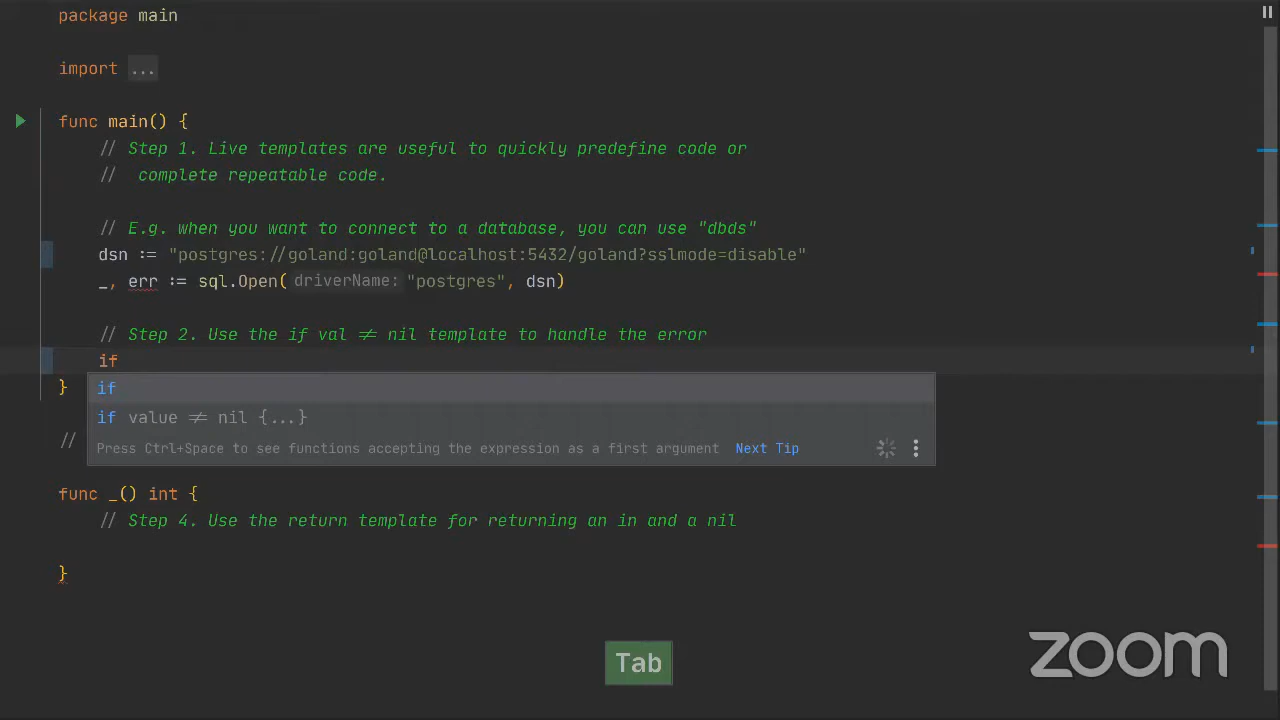 package main
import ...
func main() {
// Step 1. Live templates are useful to quickly predefine code or
//  complete repeatable code.
// E.g. when you want to connect to a database, you can use "dbds"
dsn := "postgres://goland:goland@localhost:5432/goland?sslmode=disable"
_, err := sql.Open( driverName: "postgres", dsn)
// Step 2. Use the if val ≠ nil template to handle the error
if
}
if
if value ≠ nil {...}
Press Ctrl+Space to see functions accepting the expression as a first argument Next Tip
//
func _() int {
// Step 4. Use the return template for returning an in and a nil
}
Tab
zoom